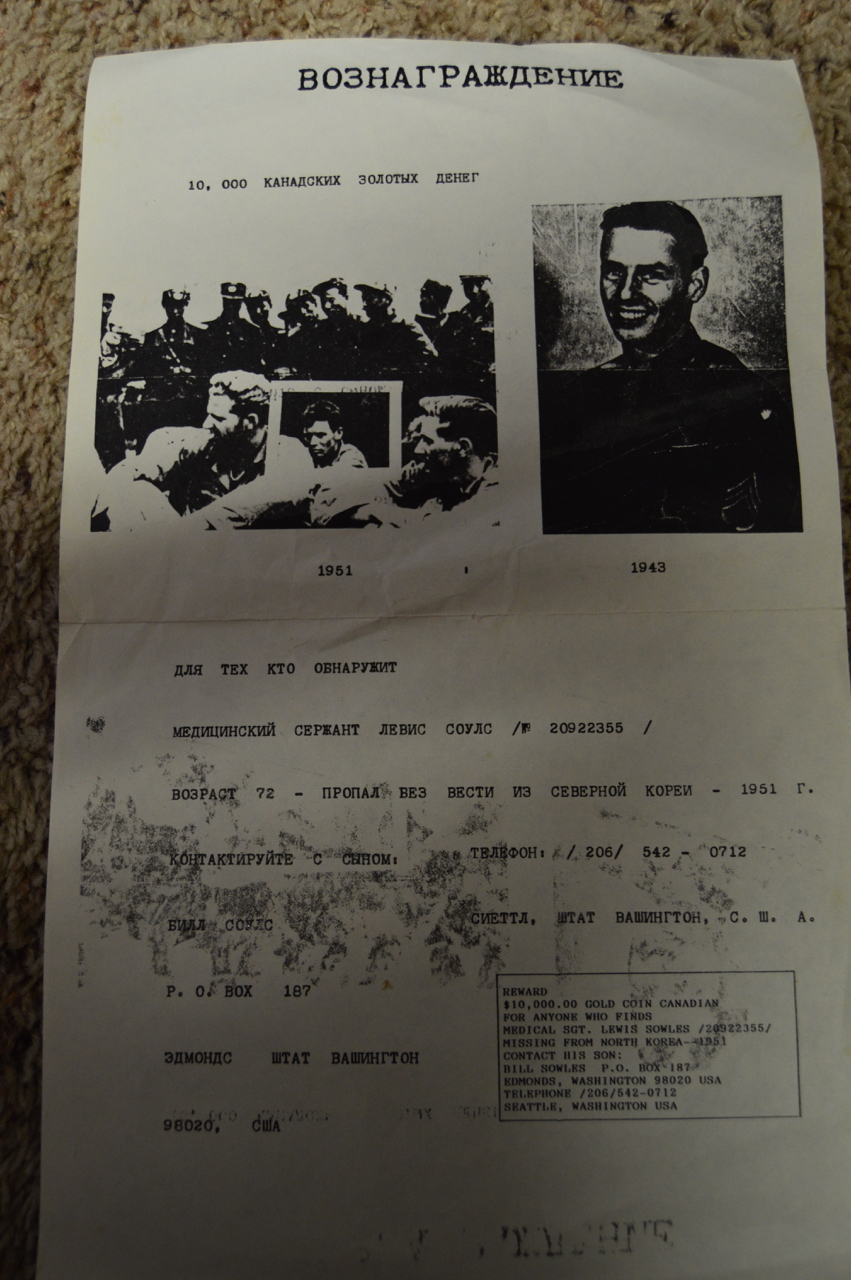 ВОЗНАГРАЖДЕНИЕ
10, 000 КАНАДСКИХ ЗОЛОТЫХ ДЕНЕГ
1951
1943
ДЛЯ ТЕХ КТО ОБНАРУЖИТ
МЕДИЦИНСКИЙ СЕРЖАНТ ЛЕВИС СОУЛС /№ 20922355 /
ВОЗРАСТ 72 - ПРОПАЛ БЕЗ ВЕСТИ ИЗ СЕВЕРНОЙ КОРЕИ - 1951 Г.
КОНТАКТИРУЙТЕ С СЫНОМ: ТЕЛЕФОН: / 206/ 542 - 0712
БИЛЛ СОУЛС СИЕТТЛ, ШТАТ ВАШИНГТОН, С. Ш. А.
P. O. BOX 187
ЭДМОНДС ШТАТ ВАШИНГТОН
98020, США
REWARD
$10,000.00 GOLD COIN CANADIAN
FOR ANYONE WHO FINDS
MEDICAL SGT. LEWIS SOWLES /20922355/
MISSING FROM NORTH KOREA--1951
CONTACT HIS SON:
BILL SOWLES P.O. BOX 187
EDMONDS, WASHINGTON 98020 USA
TELEPHONE /206/542-0712
SEATTLE, WASHINGTON USA